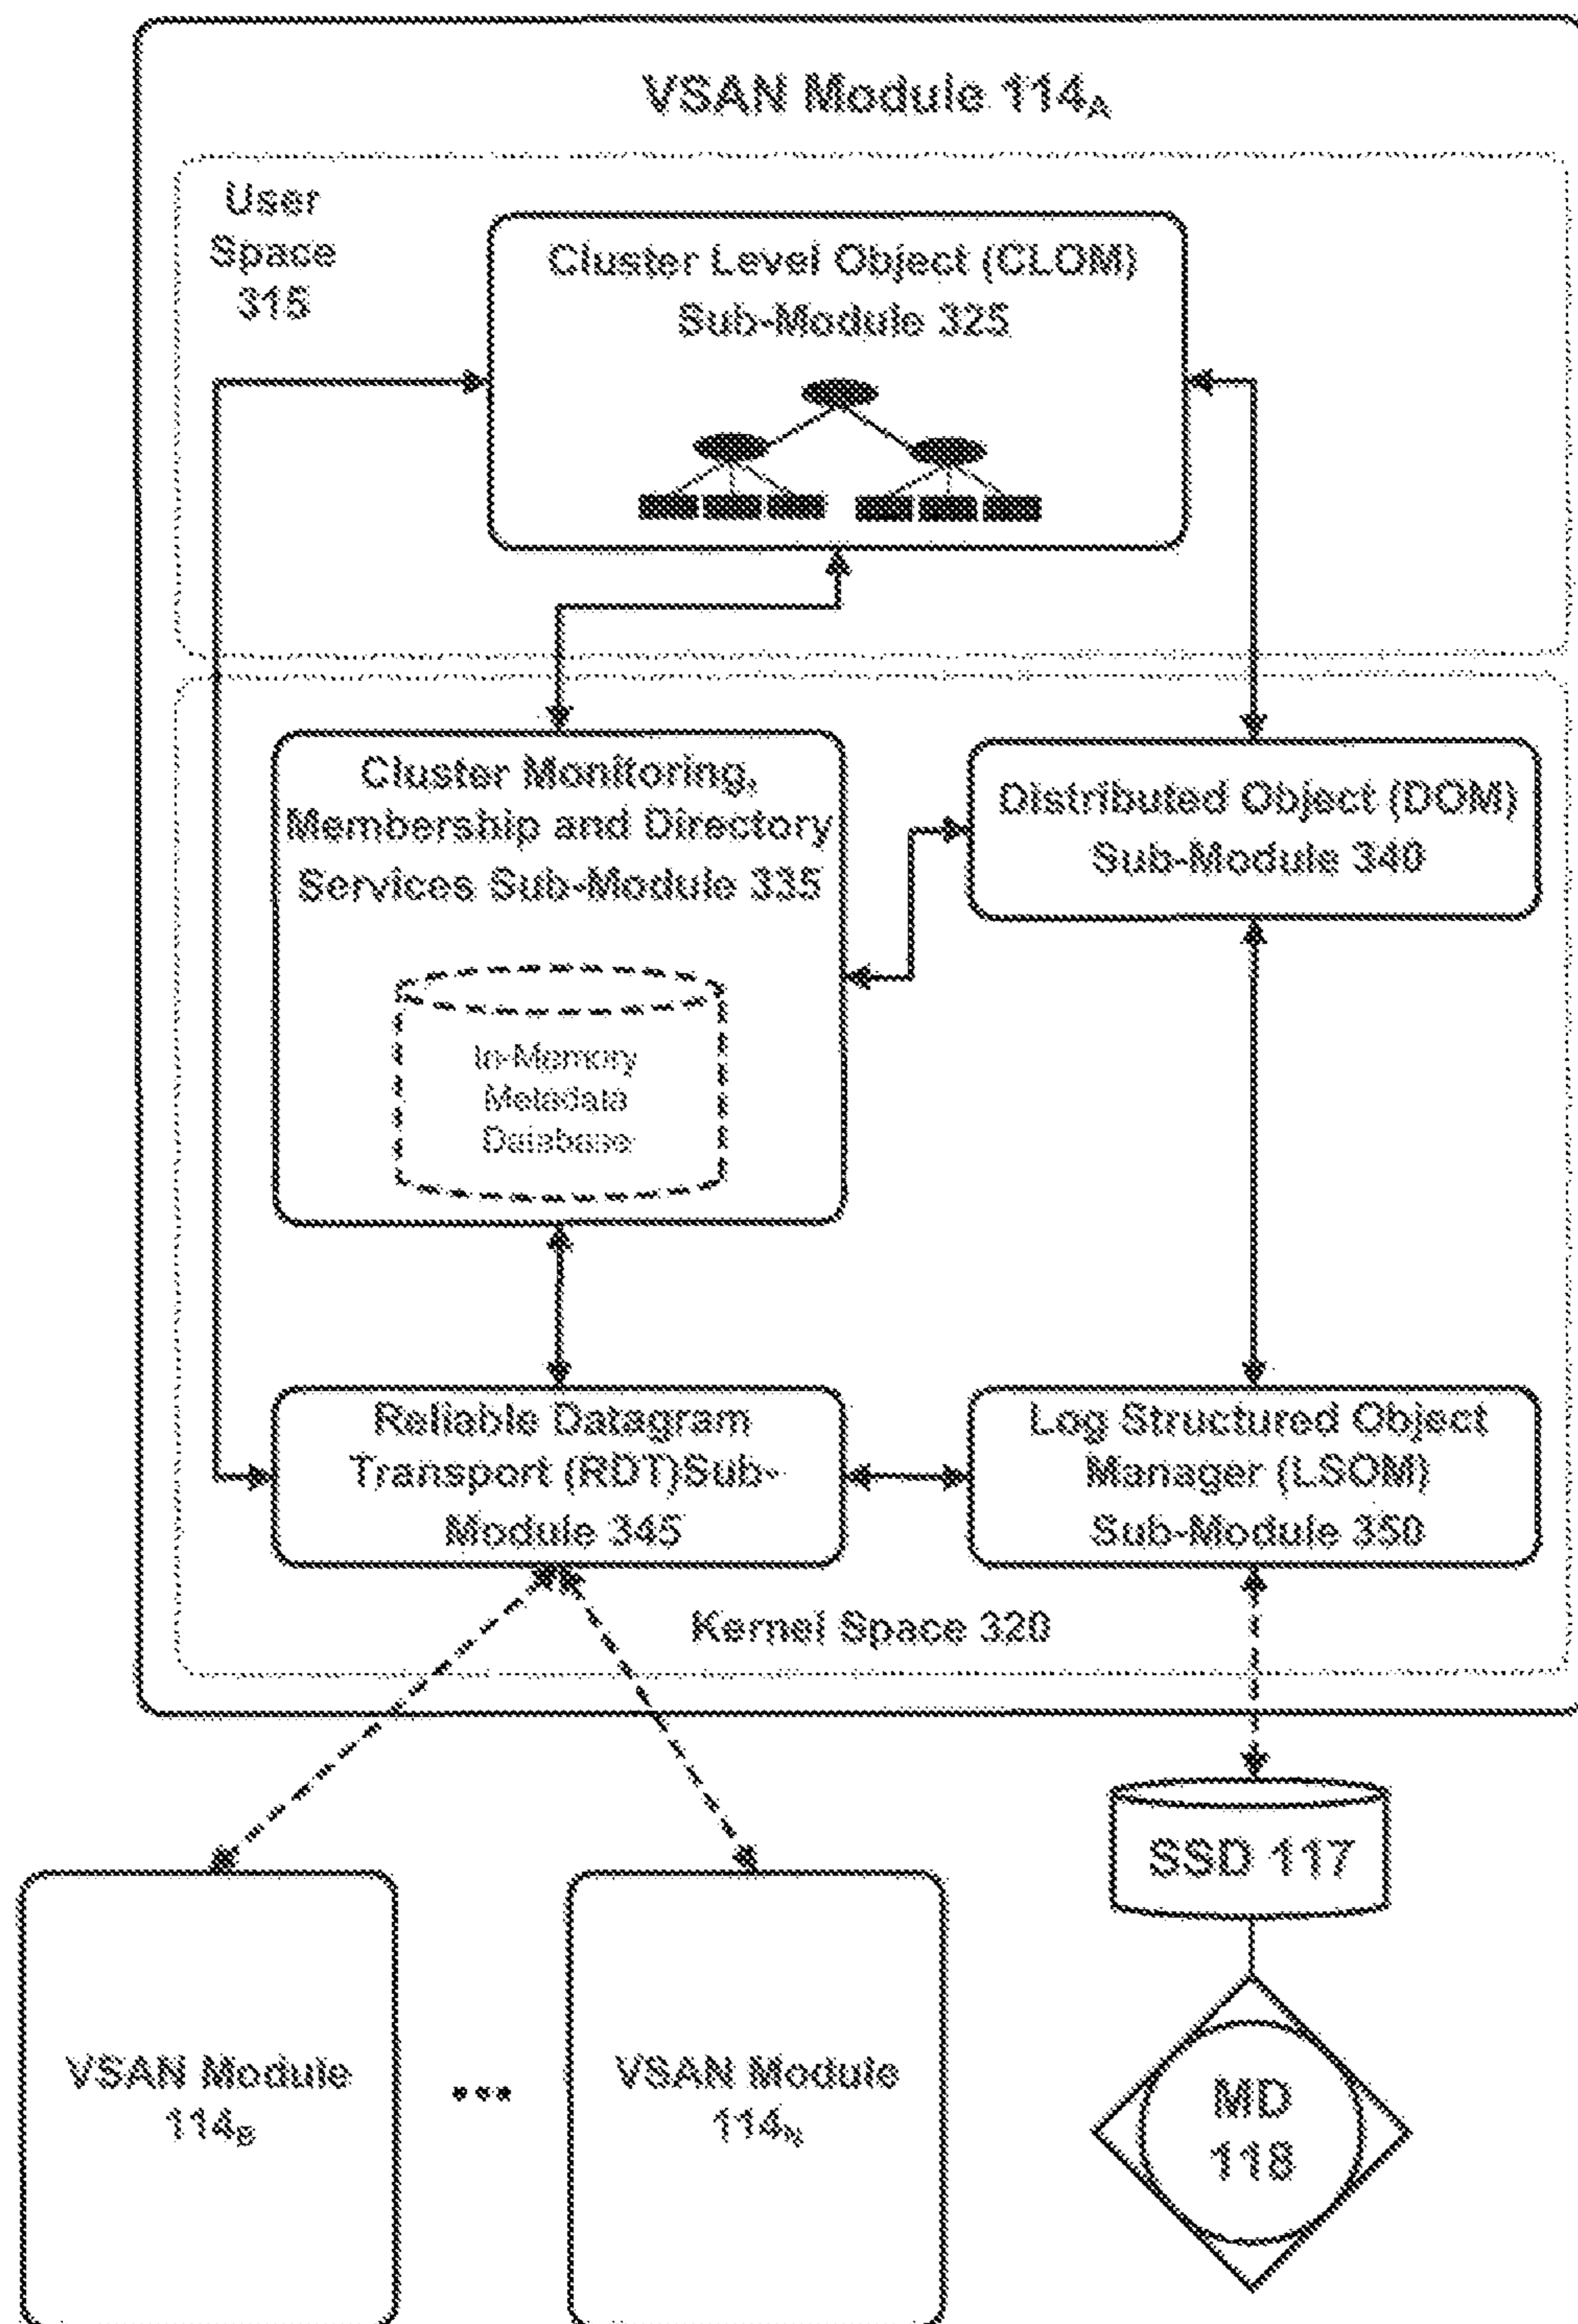 VSAN Module 114A
User
Space
315
Cluster Level Object (CLOM)
Sub-Module 325
Cluster Monitoring,
Membership and Directory
Services Sub-Module 335
In-Memory
Metadata
Database
Distributed Object (DOM)
Sub-Module 340
Reliable Datagram
Transport (RDT)Sub-
Module 345
Log Structured Object
Manager (LSOM)
Sub-Module 350
Kernel Space 320
SSD 117
VSAN Module
114B
...
VSAN Module
114N
MD
118